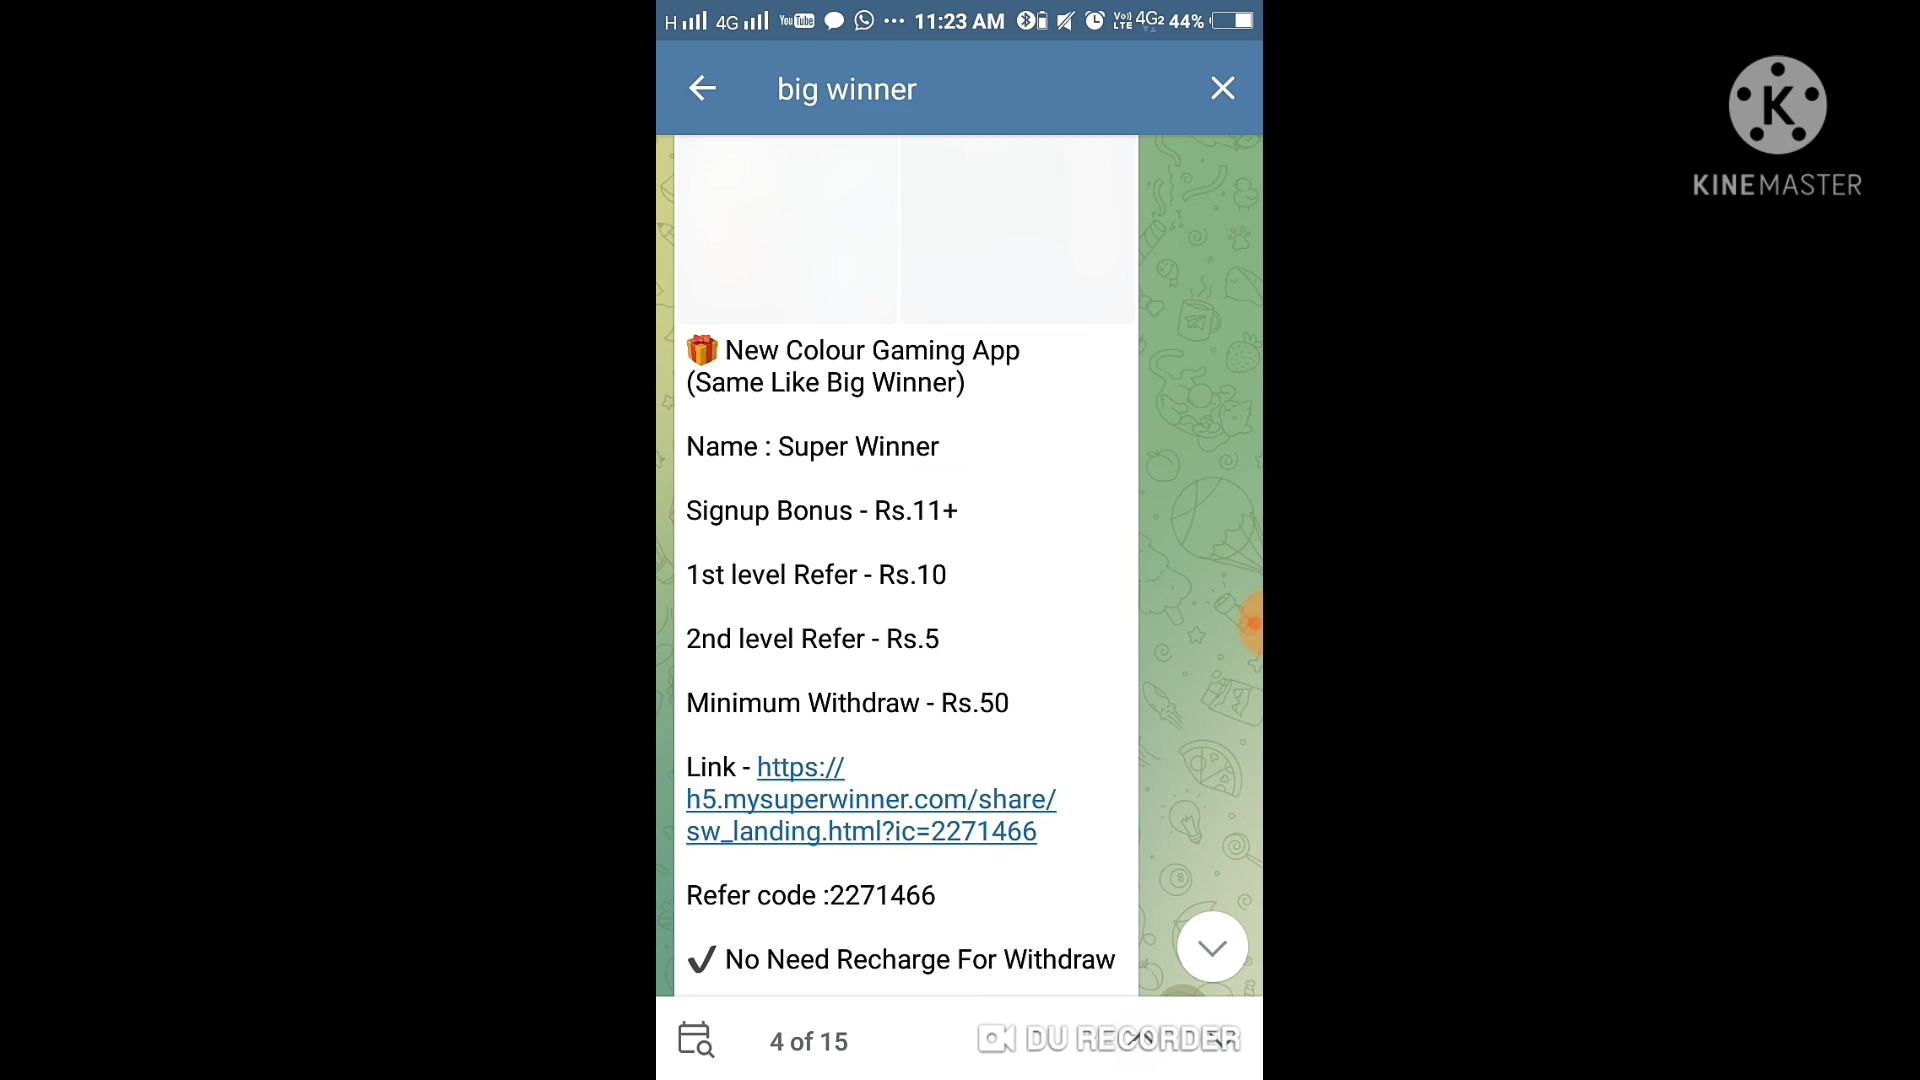 H 4G YouTube 11:23 AM VoLTE 4G2 44%
big winner
K
KINEMASTER
🎁 New Colour Gaming App
(Same Like Big Winner)
Name : Super Winner
Signup Bonus - Rs.11+
1st level Refer - Rs.10
2nd level Refer - Rs.5
Minimum Withdraw - Rs.50
Link - https://
h5.mysuperwinner.com/share/
sw_landing.html?ic=2271466
Refer code :2271466
✔ No Need Recharge For Withdraw
4 of 15
DU RECORDER